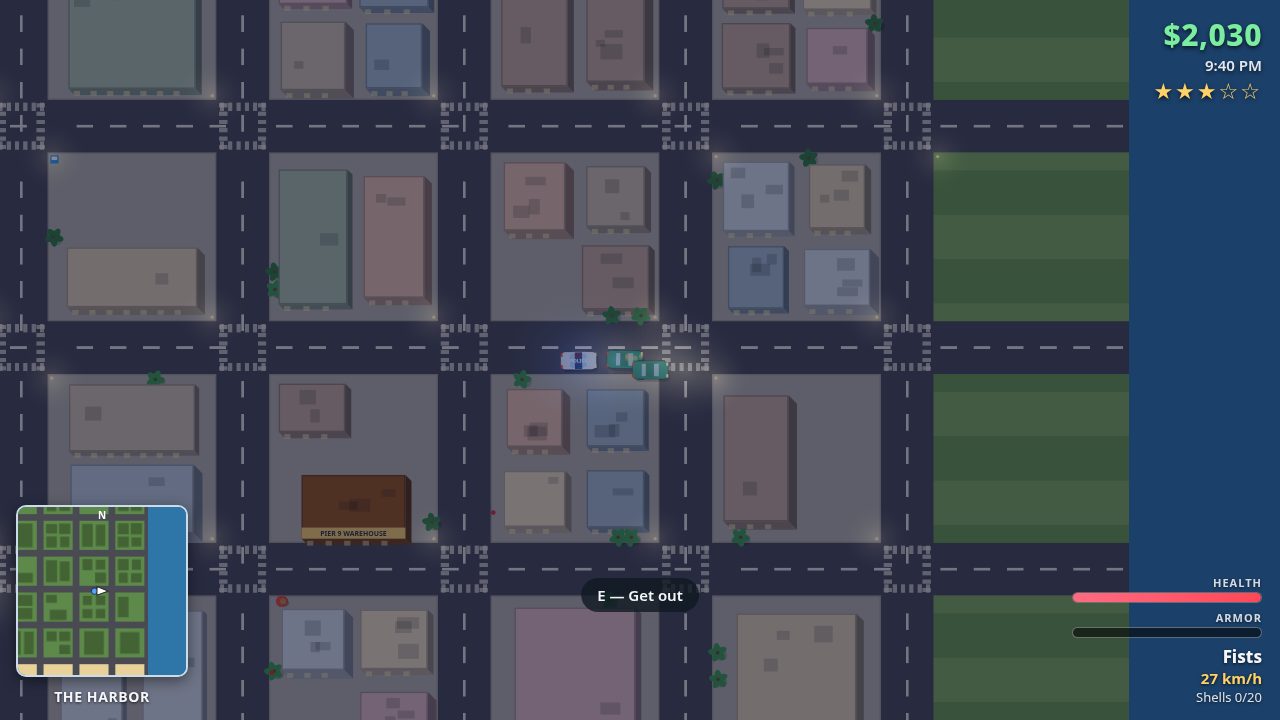 $2,030
9:40 PM
PIER 9 WAREHOUSE
N
E — Get out
THE HARBOR
HEALTH
ARMOR
Fists
27 km/h
Shells 0/20